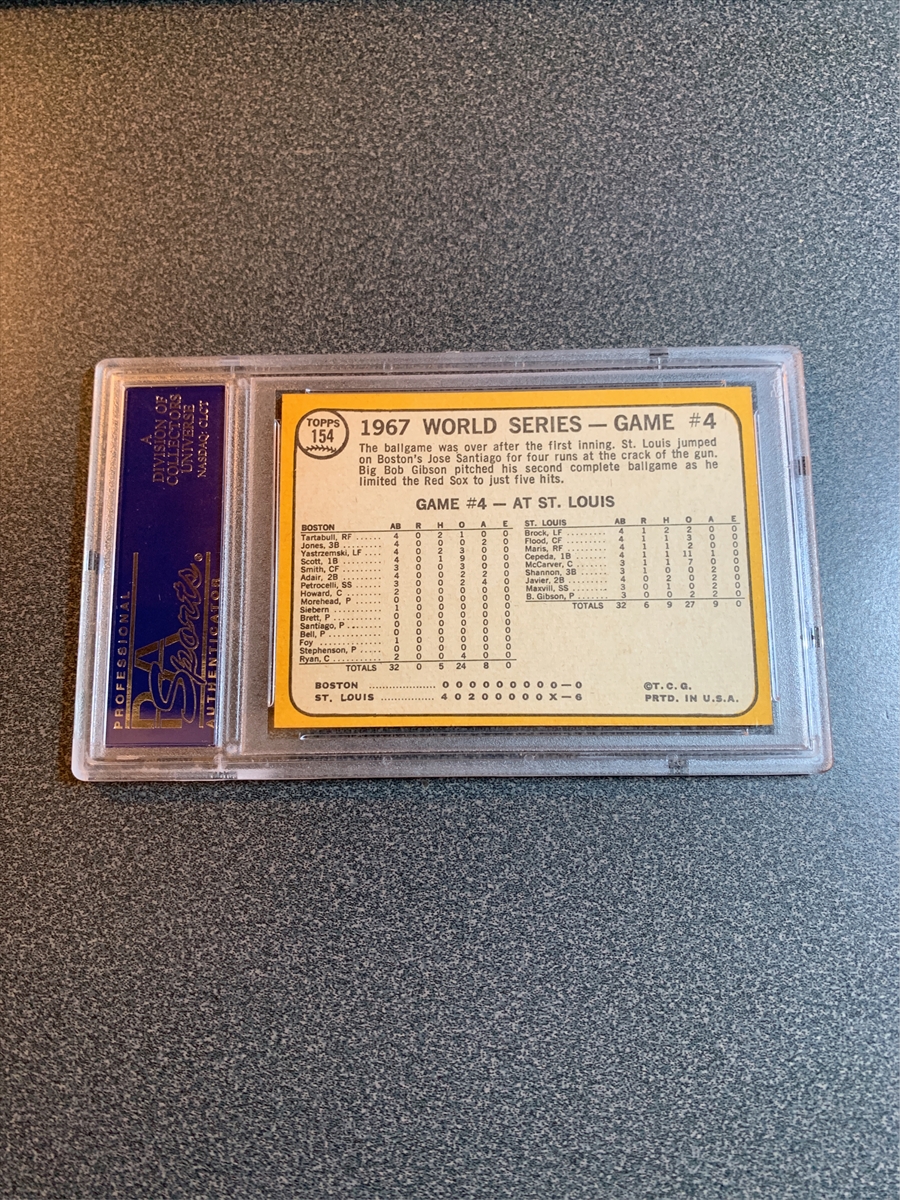 A
DIVISION OF
COLLECTORS
UNIVERSE
NASDAQ: CLCT
PROFESSIONAL
PSA
Sports
AUTHENTICATOR
TOPPS
154
1967 WORLD SERIES — GAME #4
The ballgame was over after the first inning. St. Louis jumped
on Boston's Jose Santiago for four runs at the crack of the gun.
Big Bob Gibson pitched his second complete ballgame as he
limited the Red Sox to just five hits.
GAME #4 — AT ST. LOUIS
BOSTON AB R H O A E
Tartabull, RF ...... 4 0 2 1 0 0
Jones, 3B ........ 4 0 0 0 2 0
Yastrzemski, LF .... 4 0 2 3 0 0
Scott, 1B ........ 4 0 1 9 0 0
Smith, CF ........ 3 0 0 3 0 0
Adair, 2B ........ 4 0 0 2 2 0
Petrocelli, SS ...... 3 0 0 2 4 0
Howard, C ........ 2 0 0 0 0 0
Morehead, P ...... 0 0 0 0 0 0
Siebern .......... 1 0 0 0 0 0
Brett, P .......... 0 0 0 0 0 0
Santiago, P ...... 0 0 0 0 0 0
Bell, P .......... 0 0 0 0 0 0
Foy ............ 1 0 0 0 0 0
Stephenson, P ..... 0 0 0 0 0 0
Ryan, C .......... 2 0 0 4 0 0
TOTALS 32 0 5 24 8 0
ST. LOUIS AB R H O A E
Brock, LF ......... 4 1 2 2 0 0
Flood, CF ......... 4 1 1 3 0 0
Maris, RF ......... 4 1 1 2 0 0
Cepeda, 1B ....... 4 1 1 11 1 0
McCarver, C ...... 3 1 1 7 0 0
Shannon, 3B ...... 3 1 0 0 2 0
Javier, 2B ........ 4 0 2 0 2 0
Maxvill, SS ....... 3 0 1 0 2 0
B. Gibson, P ...... 3 0 0 2 2 0
TOTALS 32 6 9 27 9 0
BOSTON .................. 0 0 0 0 0 0 0 0 0—0
ST. LOUIS ............... 4 0 2 0 0 0 0 0 X—6
©T.C.G.
PRTD. IN U.S.A.